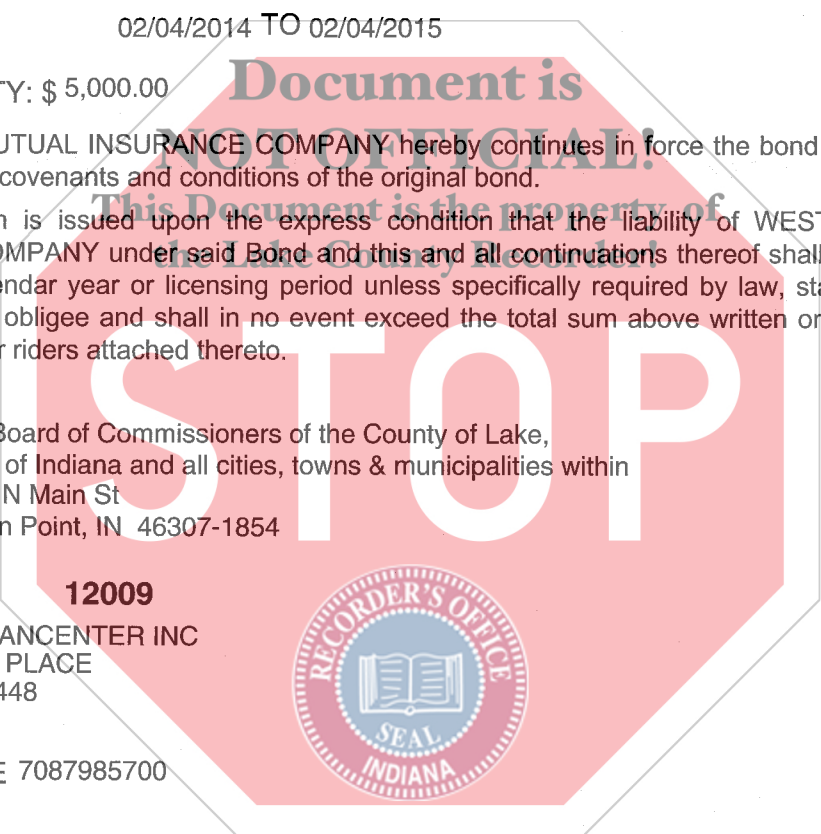 02/04/2014 TO 02/04/2015
Document is
TY: $ 5,000.00
NOT OFFICIAL!
UTUAL INSURANCE COMPANY hereby continues in force the bond
covenants and conditions of the original bond.
This Document is the property of
n is issued upon the express condition that the liability of WEST
the Lake County Recorder!
OMPANY under said Bond and this and all continuations thereof shall
endar year or licensing period unless specifically required by law, sta
obligee and shall in no event exceed the total sum above written or
r riders attached thereto.
STOP
Board of Commissioners of the County of Lake,
of Indiana and all cities, towns & municipalities within
N Main St
n Point, IN 46307-1854
12009
ANCENTER INC
PLACE
448
E 7087985700
RECORDER'S OFFICE
SEAL
INDIANA